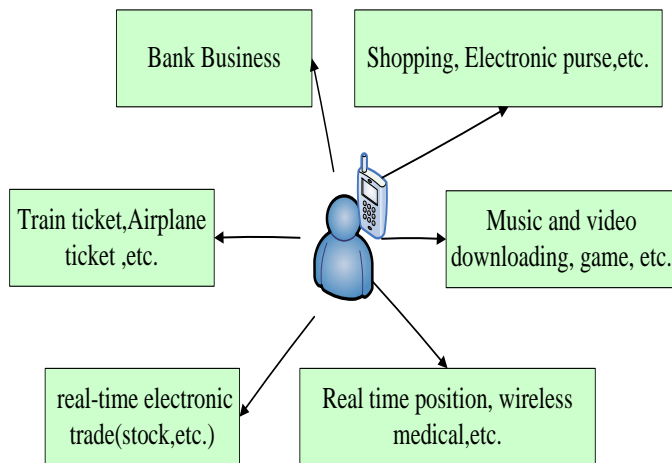 Bank Business
Shopping, Electronic purse,etc.
Train ticket,Airplane
ticket ,etc.
Music and video
downloading, game, etc.
real-time electronic
trade(stock,etc.)
Real time position, wireless
medical,etc.